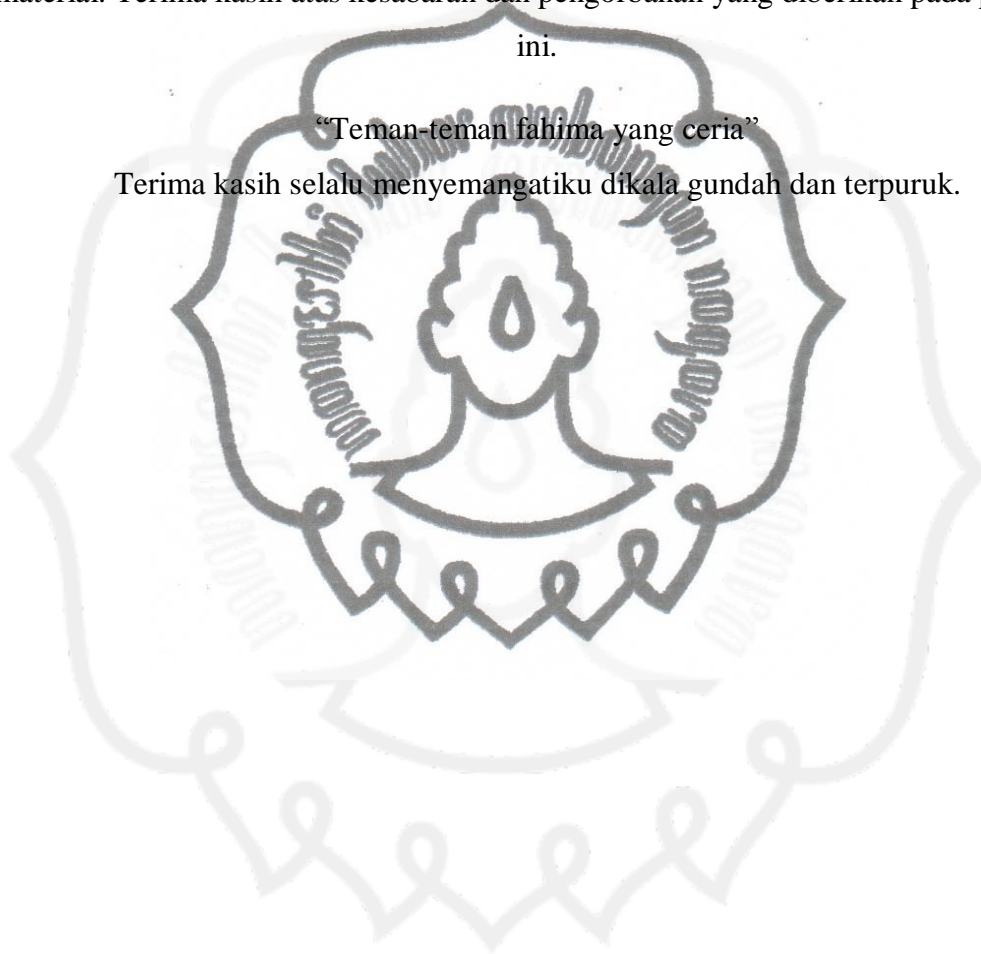 material. Terima kasih atas kesabaran dan pengorbanan yang diberikan pada
ini.
“Teman-teman fahima yang ceria”
Terima kasih selalu menyemangatiku dikala gundah dan terpuruk.